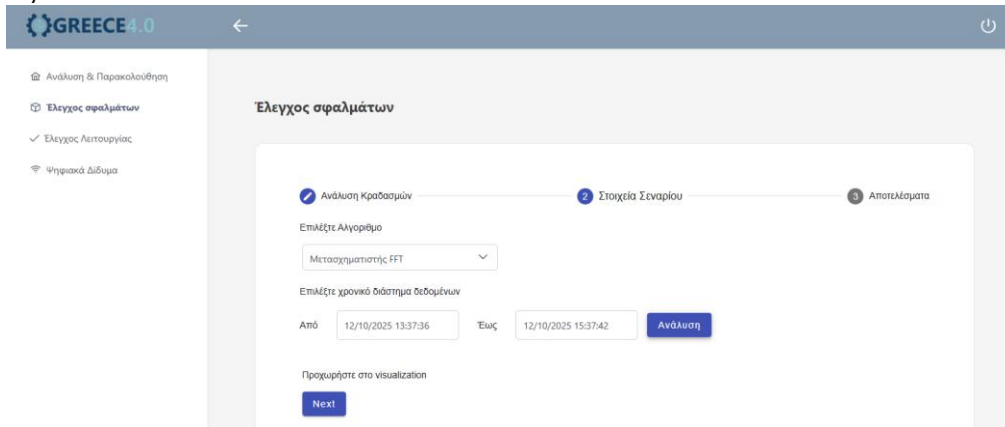 GREECE4.0
Ανάλυση & Παρακολούθηση
Έλεγχος σφαλμάτων
Έλεγχος Λειτουργίας
Ψηφιακά Δίδυμα
Έλεγχος σφαλμάτων
Ανάλυση Κραδασμών 2 Στοιχεία Σεναρίου 3 Αποτελέσματα
Επιλέξτε Αλγοριθμο
Μετασχηματιστής FFT
Επιλέξτε χρονικό διάστημα δεδομένων
Από 12/10/2025 13:37:36 Έως 12/10/2025 15:37:42 Ανάλυση
Προχωρήστε στο visualization
Next